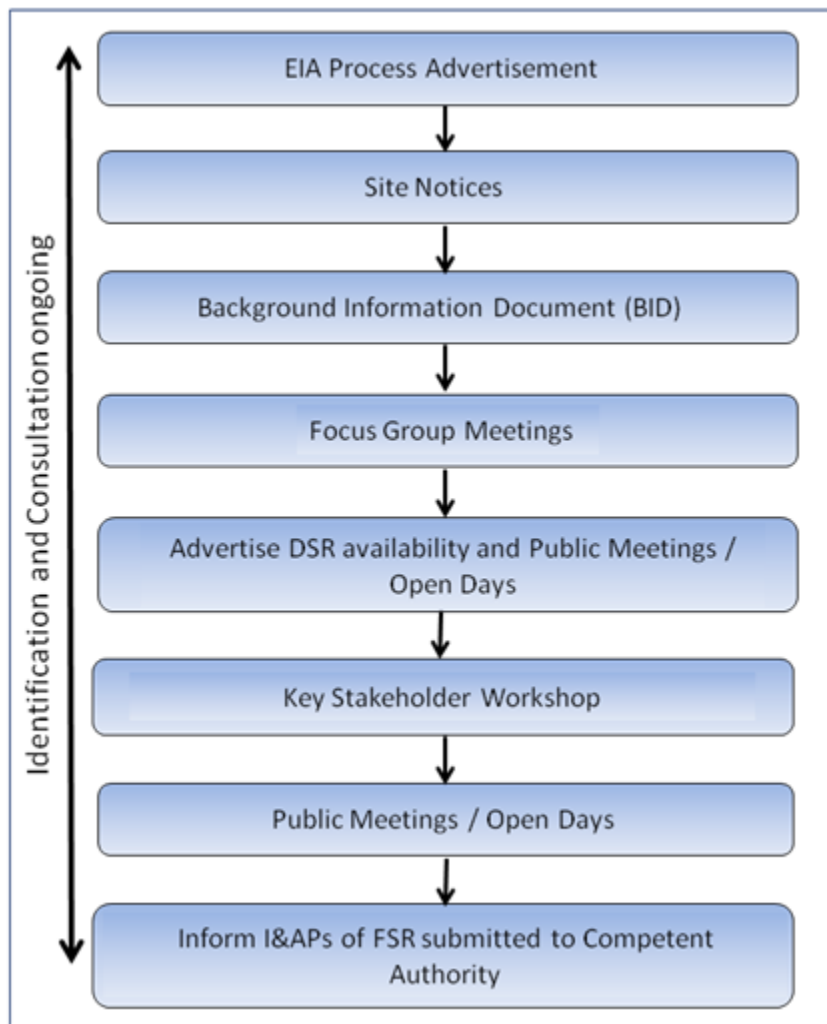 EIA Process Advertisement
Site Notices
Background Information Document (BID)
Focus Group Meetings
Advertise DSR availability and Public Meetings /
Open Days
Key Stakeholder Workshop
Public Meetings / Open Days
Inform I&APs of FSR submitted to Competent
Authority
Identification and Consultation ongoing